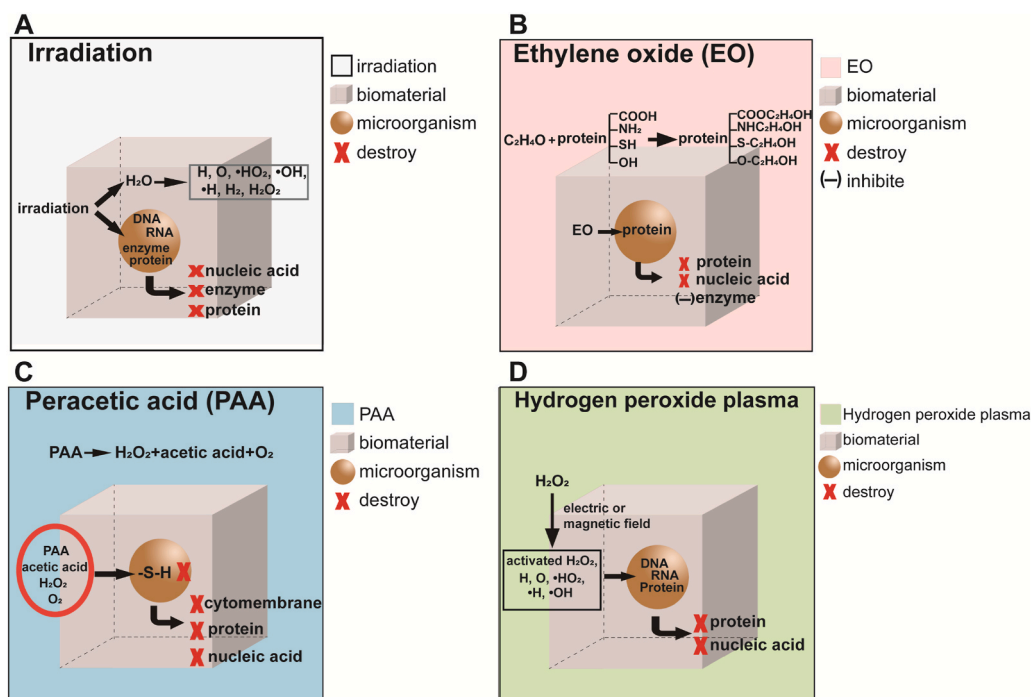 A
Irradiation
irradiation
biomaterial
microorganism
destroy
H₂O
H, O, •HO₂, •OH,
•H, H₂, H₂O₂
irradiation
DNA
RNA
enzyme
protein
nucleic acid
enzyme
protein
B
Ethylene oxide (EO)
EO
biomaterial
microorganism
destroy
(–) inhibite
C₂H₄O + protein
COOH
NH₂
SH
OH
protein
COOC₂H₄OH
NHC₂H₄OH
S-C₂H₄OH
O-C₂H₄OH
EO
protein
protein
nucleic acid
(–)enzyme
C
Peracetic acid (PAA)
PAA
biomaterial
microorganism
destroy
PAA H₂O₂+acetic acid+O₂
PAA
acetic acid
H₂O₂
O₂
-S-H
cytomembrane
protein
nucleic acid
D
Hydrogen peroxide plasma
Hydrogen peroxide plasma
biomaterial
microorganism
destroy
H₂O₂
electric or
magnetic field
activated H₂O₂,
H, O, •HO₂,
•H, •OH
DNA
RNA
Protein
protein
nucleic acid